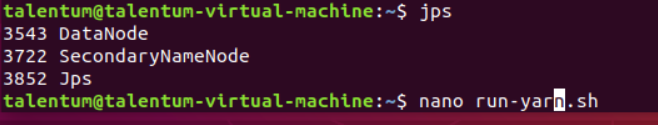 talentum@talentum-virtual-machine:~$ jps
3543 DataNode
3722 SecondaryNameNode
3852 Jps
talentum@talentum-virtual-machine:~$ nano run-yarn.sh